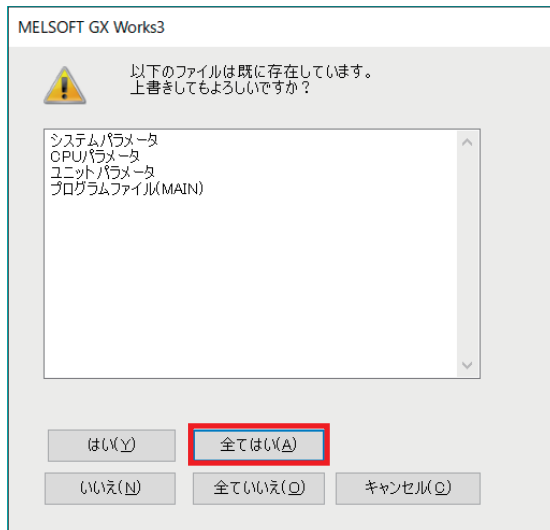 MELSOFT GX Works3
以下のファイルは既に存在しています。
上書きしてもよろしいですか?
システムパラメータ
CPUパラメータ
ユニットパラメータ
プログラムファイル(MAIN)
はい(Y) 全てはい(A)
いいえ(N) 全ていいえ(O) キャンセル(C)